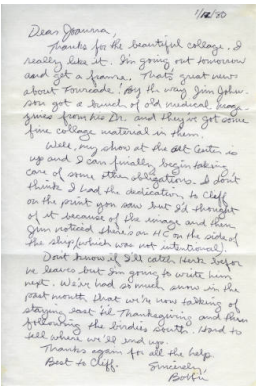 1/12/80
Dear Joanna,
Thanks for the beautiful collage. I
really like it. I'm going out tomorrow
and get a frame. That's great news
about Fourcade! By the way Jim John-
son got a bunch of old medical maga-
zines from his Dr. and they've got some
fine collage material in them.
Well, my show at the Art Center is
up and I can finally begin taking
care of some other obligations. I don't
think I had the dedication to Cleff
on the print you saw but I'd thought
of it because of the image and then
Jim noticed there's an HC on the side of
the ship (which was not intentional).
Don't know if I'll catch Herk before
he leaves but I'm going to write him
next. We've had so much snow in the
past month that we're now talking of
staying east 'til Thanksgiving and then
following the birdies south. Hard to
tell where we'll end up.
Thanks again for all the help.
Best to Cleff. Sincerely,